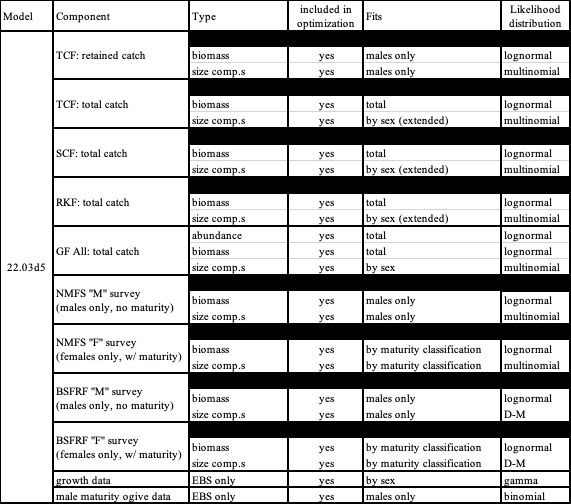 Model Component Type included in optimization Fits Likelihood distribution
TCF: retained catch
biomass yes males only lognormal
size comp.s yes males only multinomial
TCF: total catch
biomass yes total lognormal
size comp.s yes by sex (extended) multinomial
SCF: total catch
biomass yes total lognormal
size comp.s yes by sex (extended) multinomial
RKF: total catch
biomass yes total lognormal
size comp.s yes by sex (extended) multinomial
abundance yes total lognormal
GF All: total catch biomass yes total lognormal
22.03d5 size comp.s yes by sex multinomial
NMFS "M" survey
(males only, no maturity)
biomass yes males only lognormal
size comp.s yes males only multinomial
NMFS "F" survey
(females only, w/ maturity)
biomass yes by maturity classification lognormal
size comp.s yes by maturity classification multinomial
BSFRF "M" survey
(males only, no maturity)
biomass yes males only lognormal
size comp.s yes males only D-M
BSFRF "F" survey
(females only, w/ maturity)
biomass yes by maturity classification lognormal
size comp.s yes by maturity classification D-M
growth data EBS only yes by sex gamma
male maturity ogive data EBS only yes males only binomial